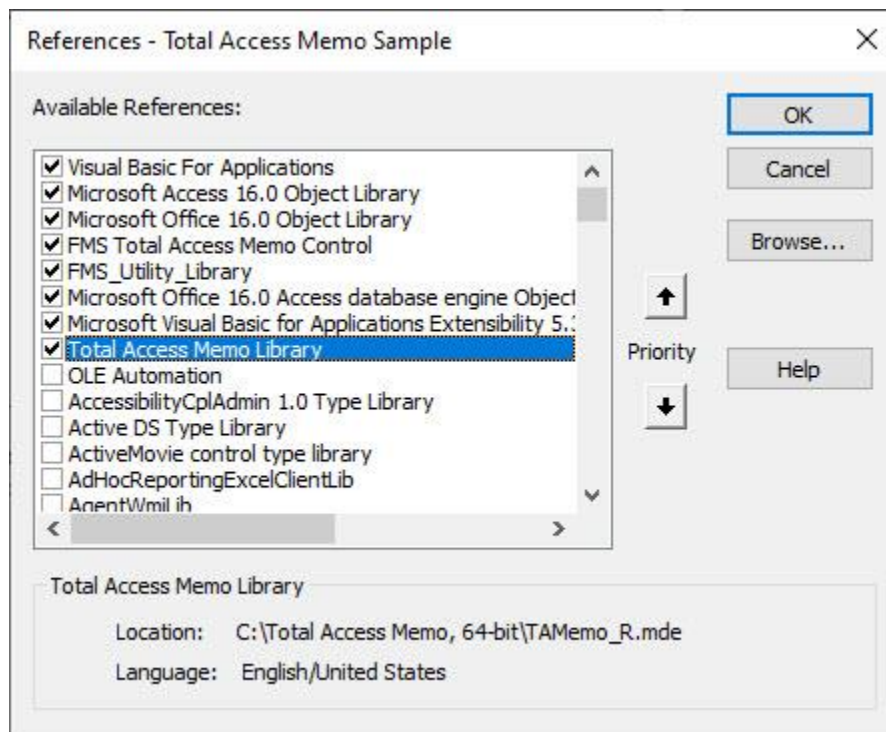 References - Total Access Memo Sample
Available References:
OK
Cancel
Browse...
Help
Visual Basic For Applications
Microsoft Access 16.0 Object Library
Microsoft Office 16.0 Object Library
FMS Total Access Memo Control
FMS_Utility_Library
Microsoft Office 16.0 Access database engine Object
Microsoft Visual Basic for Applications Extensibility 5.3
Total Access Memo Library
OLE Automation
AccessibilityCplAdmin 1.0 Type Library
Active DS Type Library
ActiveMovie control type library
AdHocReportingExcelClientLib
AgentWmiLib
Priority
Total Access Memo Library
Location: C:\Total Access Memo, 64-bit\TAMemo_R.mde
Language: English/United States